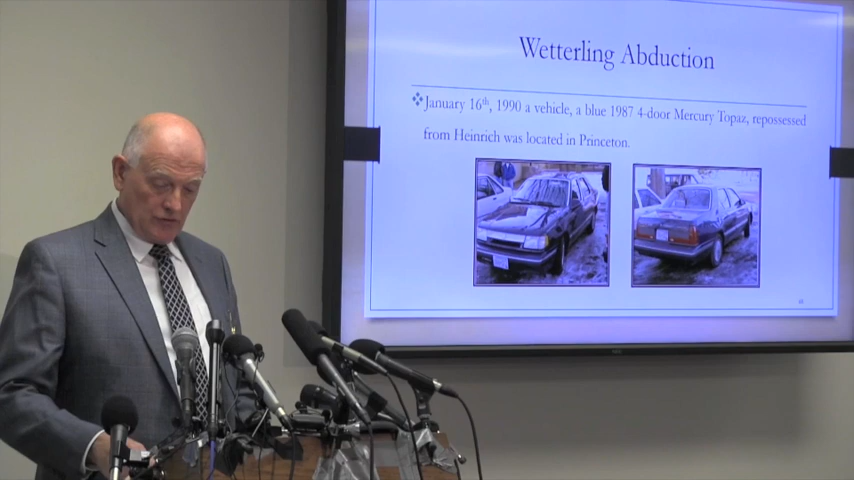 Wetterling Abduction
January 16th, 1990 a vehicle, a blue 1987 4-door Mercury Topaz, repossessed
from Heinrich was located in Princeton.